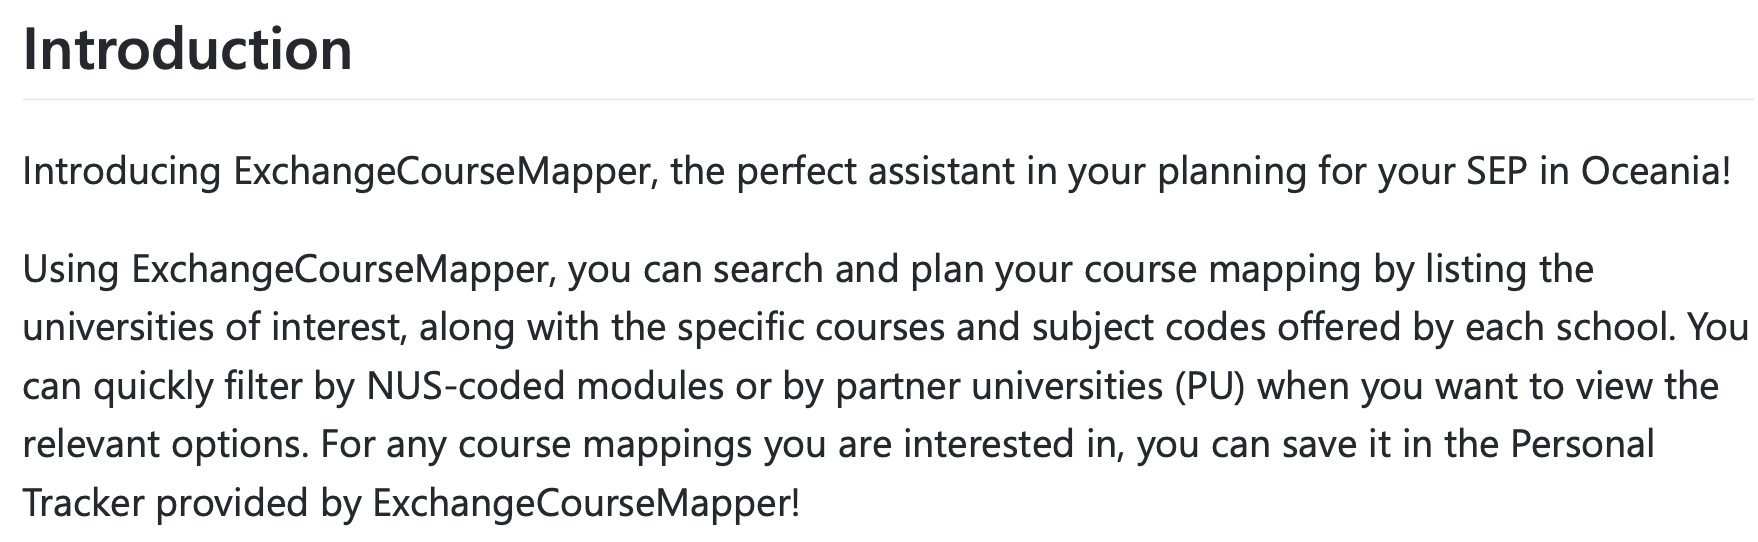 Introduction
Introducing ExchangeCourseMapper, the perfect assistant in your planning for your SEP in Oceania!
Using ExchangeCourseMapper, you can search and plan your course mapping by listing the
universities of interest, along with the specific courses and subject codes offered by each school. You
can quickly filter by NUS-coded modules or by partner universities (PU) when you want to view the
relevant options. For any course mappings you are interested in, you can save it in the Personal
Tracker provided by ExchangeCourseMapper!